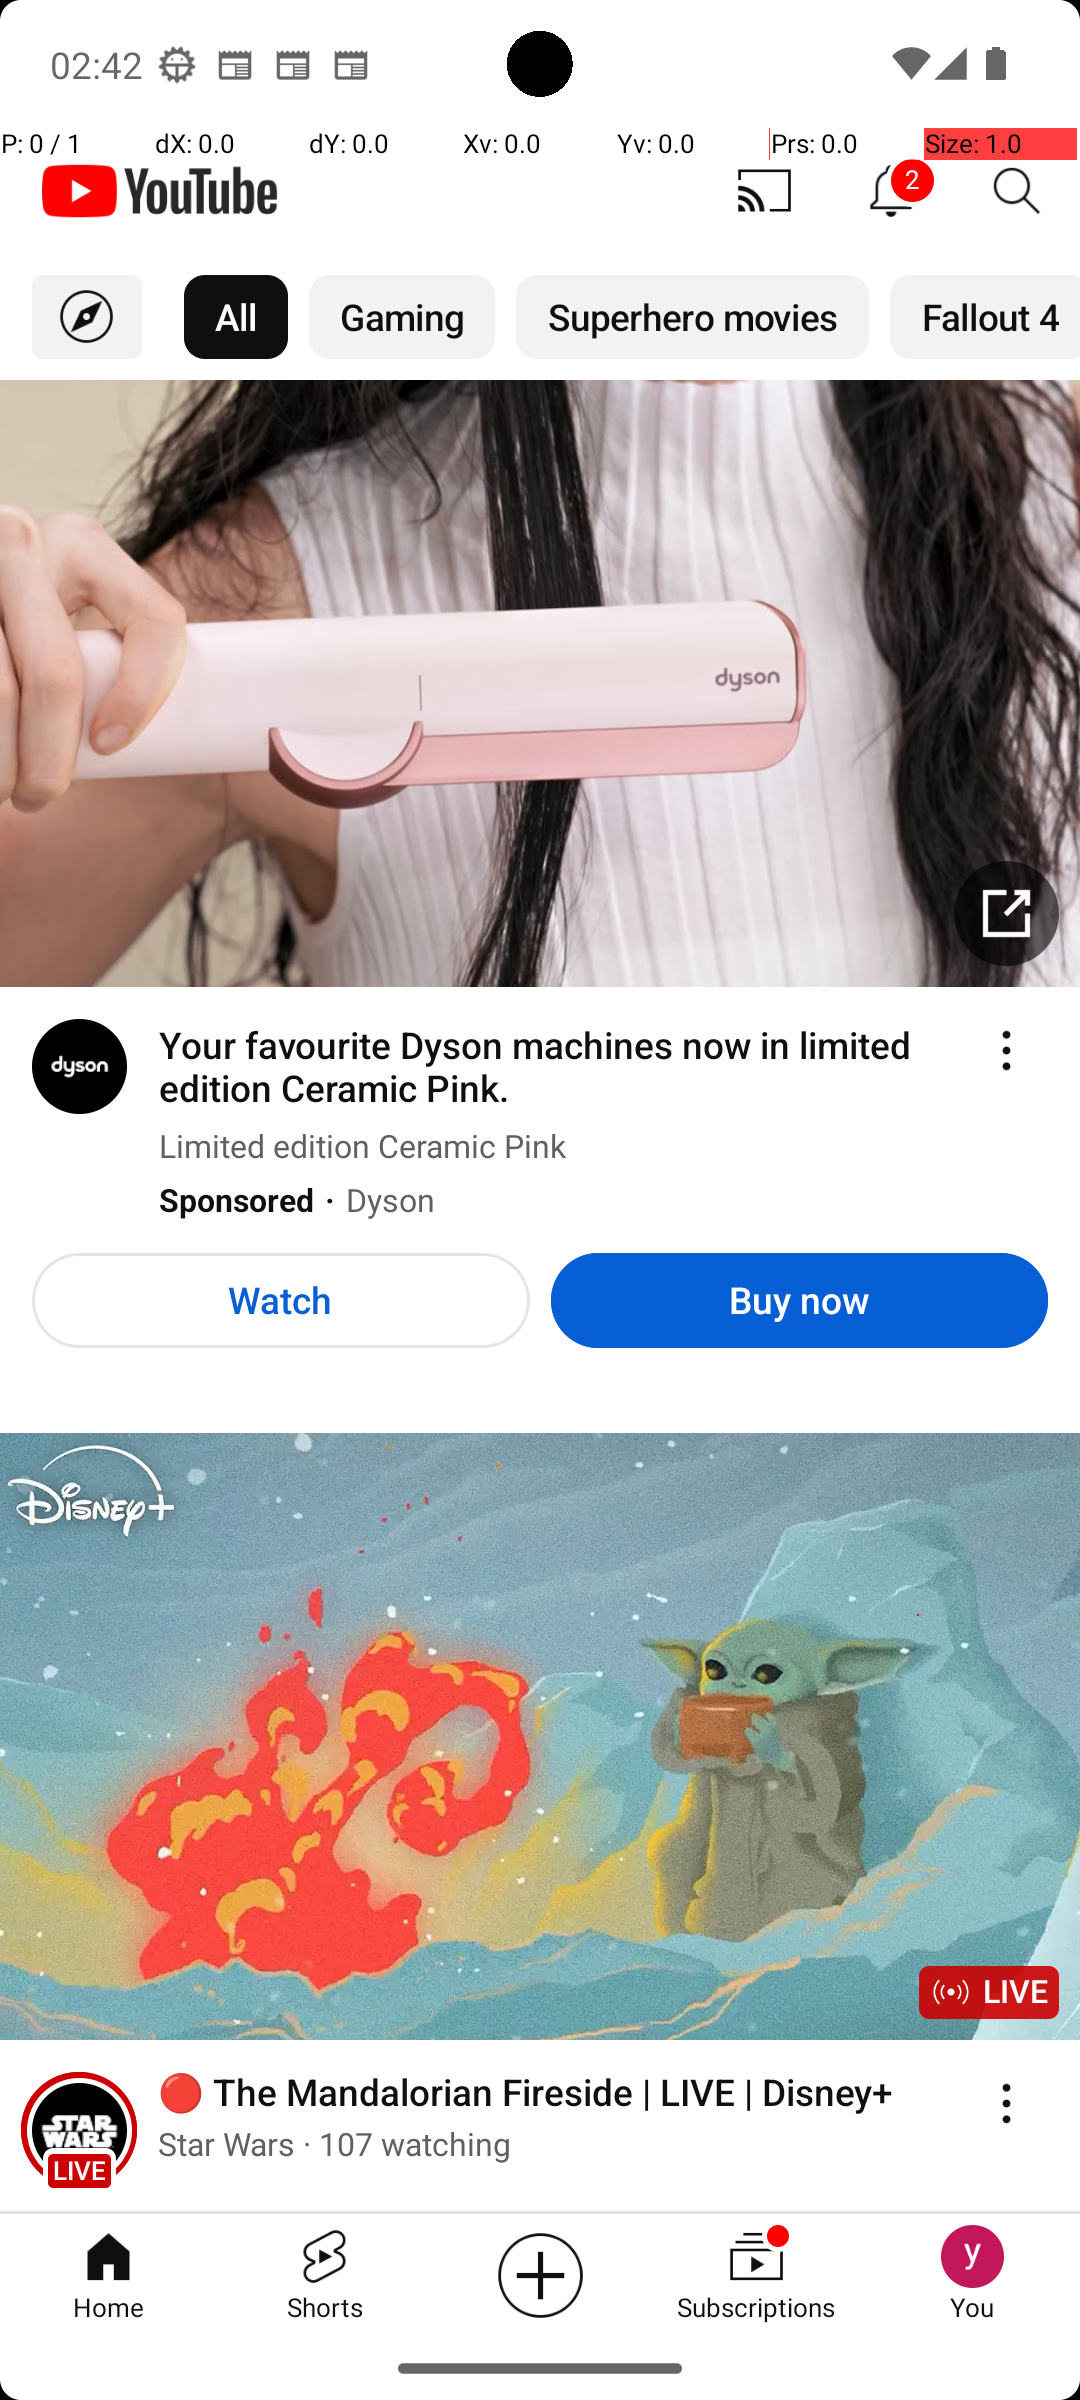 02:42
P: 0 / 1 dX: 0.0 dY: 0.0 Xv: 0.0 Yv: 0.0 Prs: 0.0 Size: 1.0
YouTube 2
All Gaming Superhero movies Fallout 4
dyson
dyson
Your favourite Dyson machines now in limited
edition Ceramic Pink.
Limited edition Ceramic Pink
Sponsored · Dyson
Watch Buy now
Disney+
LIVE
🔴 The Mandalorian Fireside | LIVE | Disney+
STAR WARS
LIVE
Star Wars · 107 watching
Home Shorts Subscriptions y You